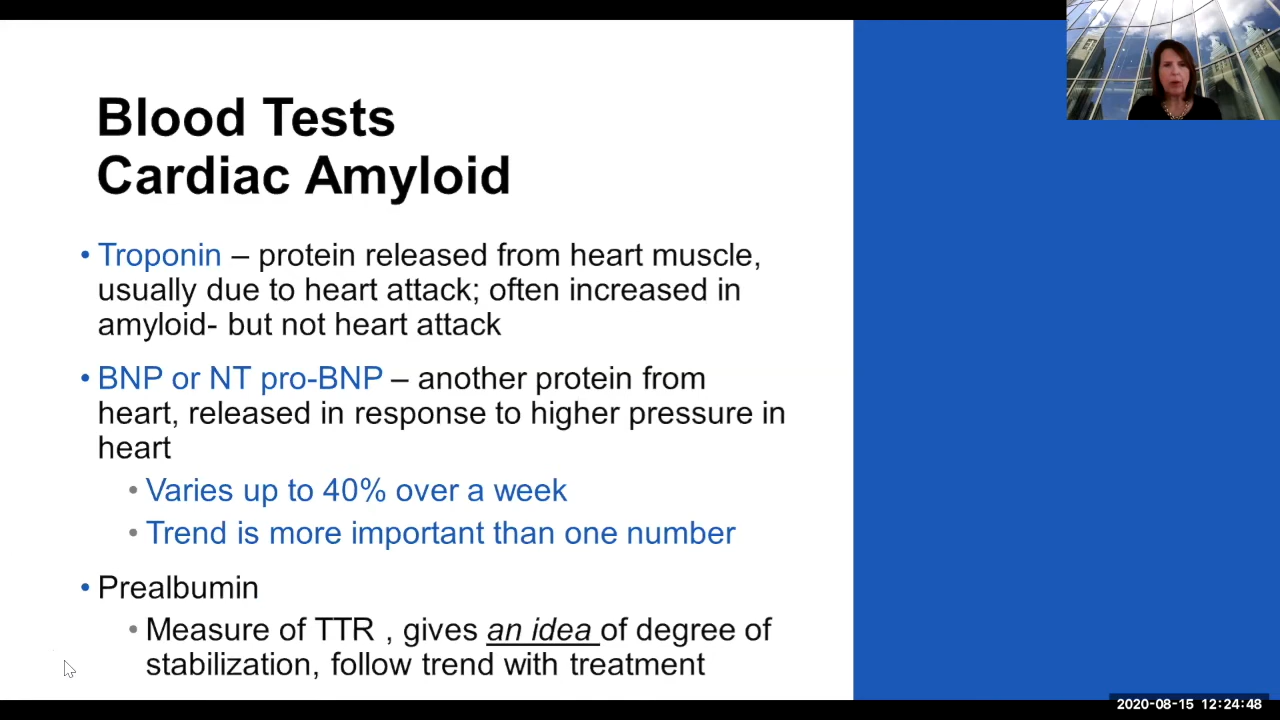 Blood Tests
Cardiac Amyloid
• Troponin – protein released from heart muscle,
usually due to heart attack; often increased in
amyloid- but not heart attack
• BNP or NT pro-BNP – another protein from
heart, released in response to higher pressure in
heart
• Varies up to 40% over a week
• Trend is more important than one number
• Prealbumin
• Measure of TTR , gives an idea of degree of
stabilization, follow trend with treatment
2020-08-15 12:24:48